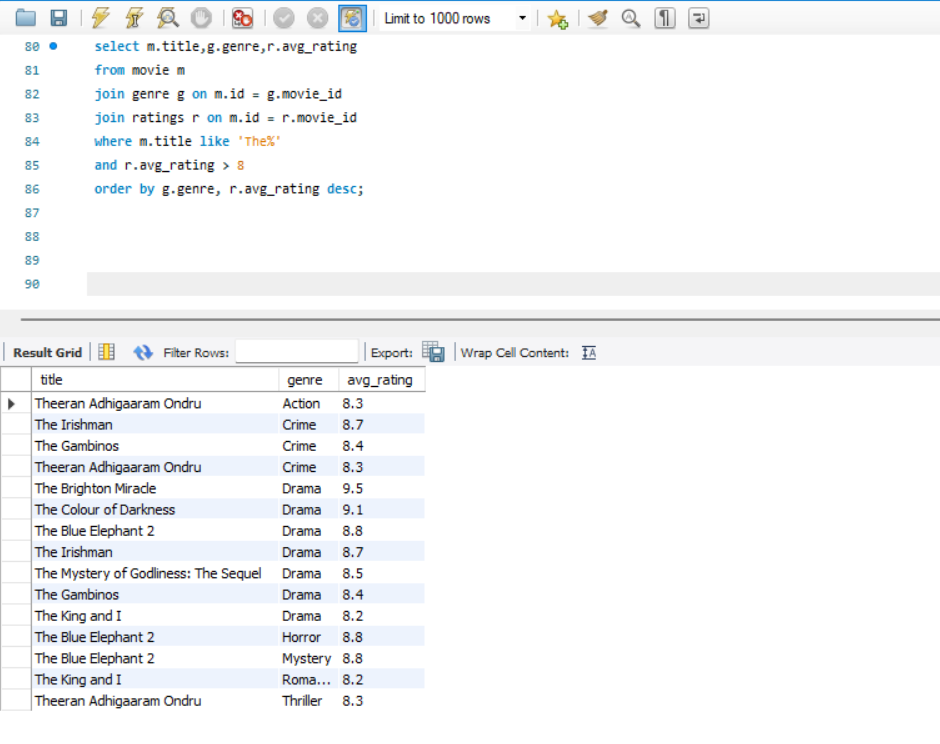 Limit to 1000 rows
80 select m.title,g.genre,r.avg_rating
81 from movie m
82 join genre g on m.id = g.movie_id
83 join ratings r on m.id = r.movie_id
84 where m.title like 'The%'
85 and r.avg_rating > 8
86 order by g.genre, r.avg_rating desc;
87
88
89
90
Result Grid Filter Rows: Export: Wrap Cell Content: IA
title genre avg_rating
Theeran Adhigaaram Ondru Action 8.3
The Irishman Crime 8.7
The Gambinos Crime 8.4
Theeran Adhigaaram Ondru Crime 8.3
The Brighton Miracle Drama 9.5
The Colour of Darkness Drama 9.1
The Blue Elephant 2 Drama 8.8
The Irishman Drama 8.7
The Mystery of Godliness: The Sequel Drama 8.5
The Gambinos Drama 8.4
The King and I Drama 8.2
The Blue Elephant 2 Horror 8.8
The Blue Elephant 2 Mystery 8.8
The King and I Roma... 8.2
Theeran Adhigaaram Ondru Thriller 8.3